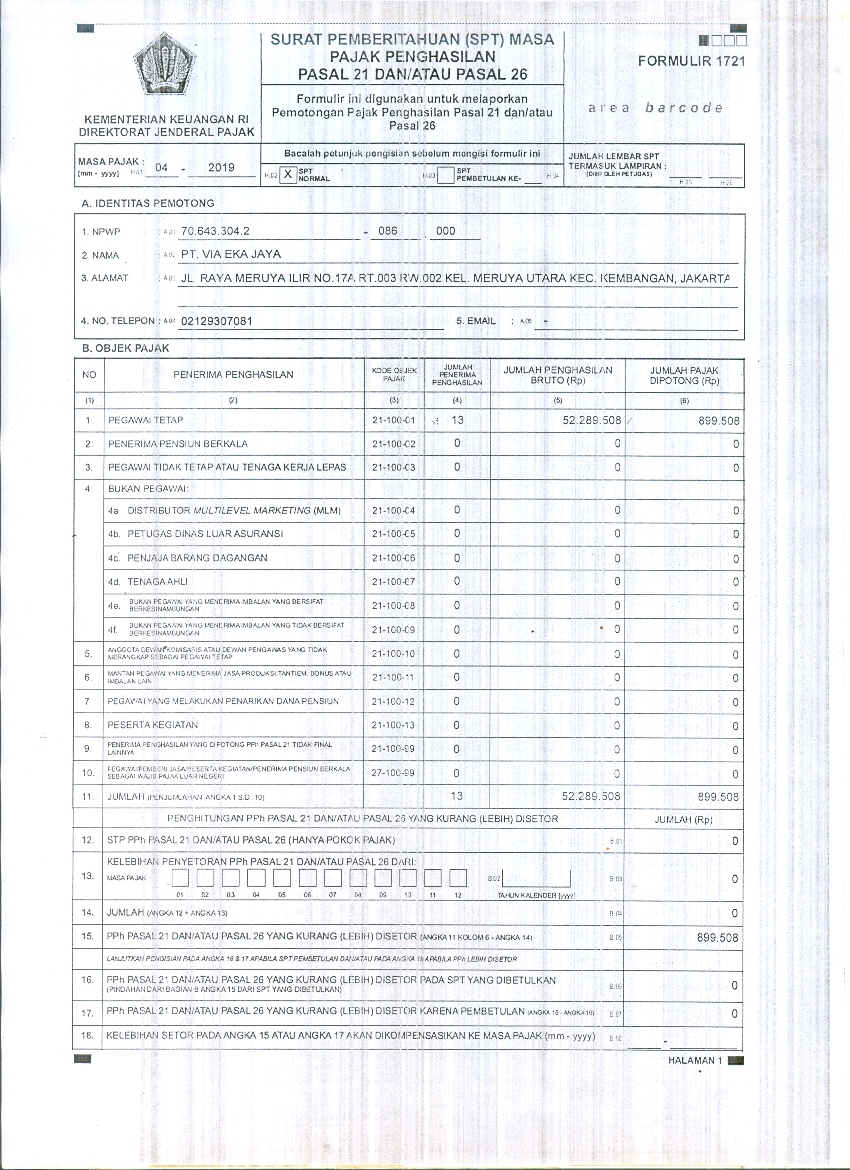 SURAT PEMBERITAHUAN (SPT) MASA
PAJAK PENGHASILAN
PASAL 21 DAN/ATAU PASAL 26
FORMULIR 1721
Formulir ini digunakan untuk melaporkan
Pemotongan Pajak Penghasilan Pasal 21 dan/atau
Pasal 26
area barcode
KEMENTERIAN KEUANGAN RI
DIREKTORAT JENDERAL PAJAK
MASA PAJAK :
[mm - yyyy] H.01 04 - 2019
Bacalah petunjuk pengisian sebelum mengisi formulir ini
H.02 X SPT NORMAL H.03 SPT PEMBETULAN KE- H.04
JUMLAH LEMBAR SPT
TERMASUK LAMPIRAN :
(DIISI OLEH PETUGAS)
H.05 H.06
A. IDENTITAS PEMOTONG
1. NPWP : A.01 70.643.304.2 - 086 . 000
2. NAMA : A.02 PT. VIA EKA JAYA
3. ALAMAT : A.03 JL. RAYA MERUYA ILIR NO.17A RT.003 RW.002 KEL. MERUYA UTARA KEC. KEMBANGAN, JAKARTA
4. NO. TELEPON : A.04 02129307081 5. EMAIL : A.05 -
B. OBJEK PAJAK
NO PENERIMA PENGHASILAN KODE OBJEK PAJAK JUMLAH PENERIMA PENGHASILAN JUMLAH PENGHASILAN BRUTO (Rp) JUMLAH PAJAK DIPOTONG (Rp)
(1) (2) (3) (4) (5) (6)
1. PEGAWAI TETAP 21-100-01 13 52.289.508 899.508
2. PENERIMA PENSIUN BERKALA 21-100-02 0 0 0
3. PEGAWAI TIDAK TETAP ATAU TENAGA KERJA LEPAS 21-100-03 0 0 0
4. BUKAN PEGAWAI:
4a. DISTRIBUTOR MULTILEVEL MARKETING (MLM) 21-100-04 0 0 0
4b. PETUGAS DINAS LUAR ASURANSI 21-100-05 0 0 0
4c. PENJAJA BARANG DAGANGAN 21-100-06 0 0 0
4d. TENAGA AHLI 21-100-07 0 0 0
4e. BUKAN PEGAWAI YANG MENERIMA IMBALAN YANG BERSIFAT BERKESINAMBUNGAN 21-100-08 0 0 0
4f. BUKAN PEGAWAI YANG MENERIMA IMBALAN YANG TIDAK BERSIFAT BERKESINAMBUNGAN 21-100-09 0 0 0
5. ANGGOTA DEWAN KOMISARIS ATAU DEWAN PENGAWAS YANG TIDAK MERANGKAP SEBAGAI PEGAWAI TETAP 21-100-10 0 0 0
6. MANTAN PEGAWAI YANG MENERIMA JASA PRODUKSI, TANTIEM, BONUS ATAU IMBALAN LAIN 21-100-11 0 0 0
7 PEGAWAI YANG MELAKUKAN PENARIKAN DANA PENSIUN 21-100-12 0 0 0
8. PESERTA KEGIATAN 21-100-13 0 0 0
9. PENERIMA PENGHASILAN YANG DIPOTONG PPh PASAL 21 TIDAK FINAL LAINNYA 21-100-99 0 0 0
10. PEGAWAI/PEMBERI JASA/PESERTA KEGIATAN/PENERIMA PENSIUN BERKALA SEBAGAI WAJIB PAJAK LUAR NEGERI 27-100-99 0 0 0
11. JUMLAH (PENJUMLAHAN ANGKA 1 S.D. 10) 13 52.289.508 899.508
PENGHITUNGAN PPh PASAL 21 DAN/ATAU PASAL 26 YANG KURANG (LEBIH) DISETOR JUMLAH (Rp)
12. STP PPh PASAL 21 DAN/ATAU PASAL 26 (HANYA POKOK PAJAK) B.01 0
13. KELEBIHAN PENYETORAN PPh PASAL 21 DAN/ATAU PASAL 26 DARI:
MASA PAJAK B.02 B.03 0
01 02 03 04 05 06 07 08 09 10 11 12 TAHUN KALENDER [yyyy]
14. JUMLAH (ANGKA 12 + ANGKA 13) B.04 0
15. PPh PASAL 21 DAN/ATAU PASAL 26 YANG KURANG (LEBIH) DISETOR (ANGKA 11 KOLOM 6 - ANGKA 14) B.05 899.508
LANJUTKAN PENGISIAN PADA ANGKA 16 & 17 APABILA SPT PEMBETULAN DAN/ATAU PADA ANGKA 18 APABILA PPh LEBIH DISETOR
16. PPh PASAL 21 DAN/ATAU PASAL 26 YANG KURANG (LEBIH) DISETOR PADA SPT YANG DIBETULKAN
(PINDAHAN DARI BAGIAN B ANGKA 15 DARI SPT YANG DIBETULKAN) B.06 0
17. PPh PASAL 21 DAN/ATAU PASAL 26 YANG KURANG (LEBIH) DISETOR KARENA PEMBETULAN (ANGKA 15 - ANGKA 16) B.07 0
18. KELEBIHAN SETOR PADA ANGKA 15 ATAU ANGKA 17 AKAN DIKOMPENSASIKAN KE MASA PAJAK (mm - yyyy) B.08 -
HALAMAN 1